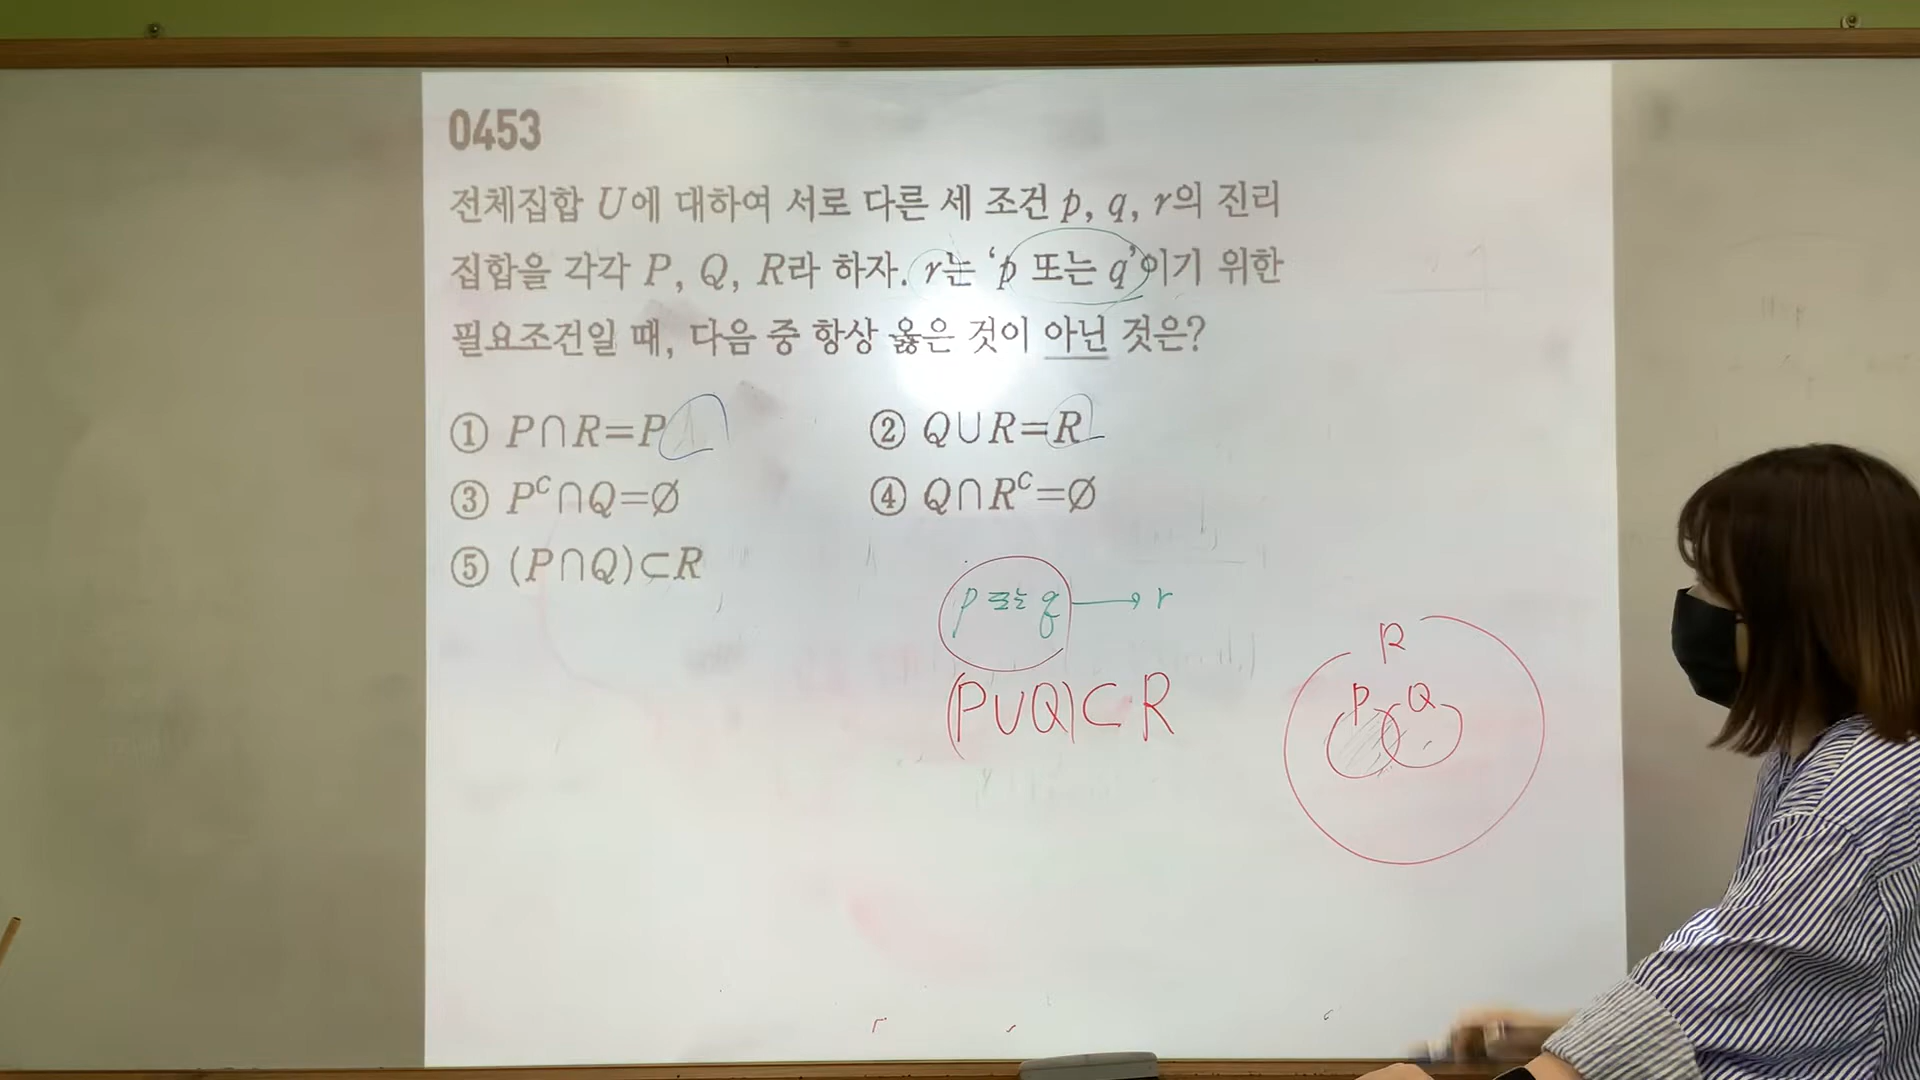 0453
전체집합 U에 대하여 서로 다른 세 조건 p, q, r의 진리
집합을 각각 P, Q, R라 하자. r는 ‘p 또는 q’이기 위한
필요조건일 때, 다음 중 항상 옳은 것이 아닌 것은?
① P∩R=P ② Q∪R=R
③ Pᶜ∩Q=∅ ④ Q∩Rᶜ=∅
⑤ (P∩Q)⊂R
p 또는 q → r
(P∪Q)⊂R
R
P Q